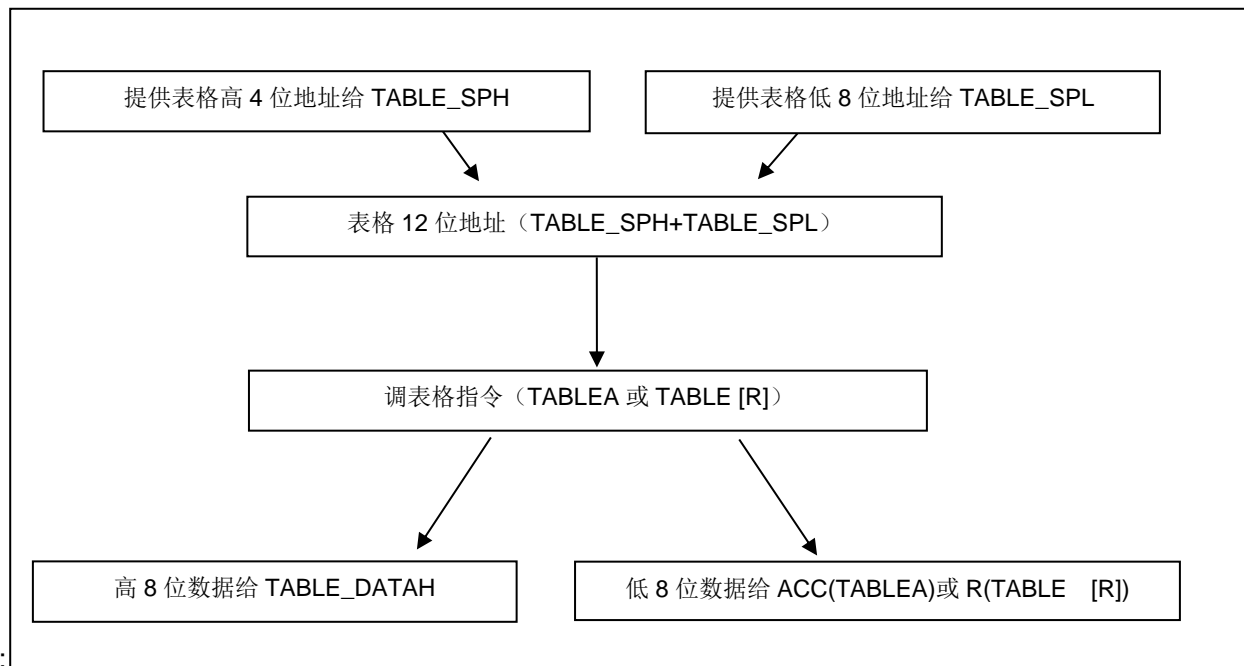 提供表格高 4 位地址给 TABLE_SPH
提供表格低 8 位地址给 TABLE_SPL
表格 12 位地址（TABLE_SPH+TABLE_SPL）
调表格指令（TABLEA 或 TABLE [R]）
高 8 位数据给 TABLE_DATAH
低 8 位数据给 ACC(TABLEA)或 R(TABLE    [R])
: